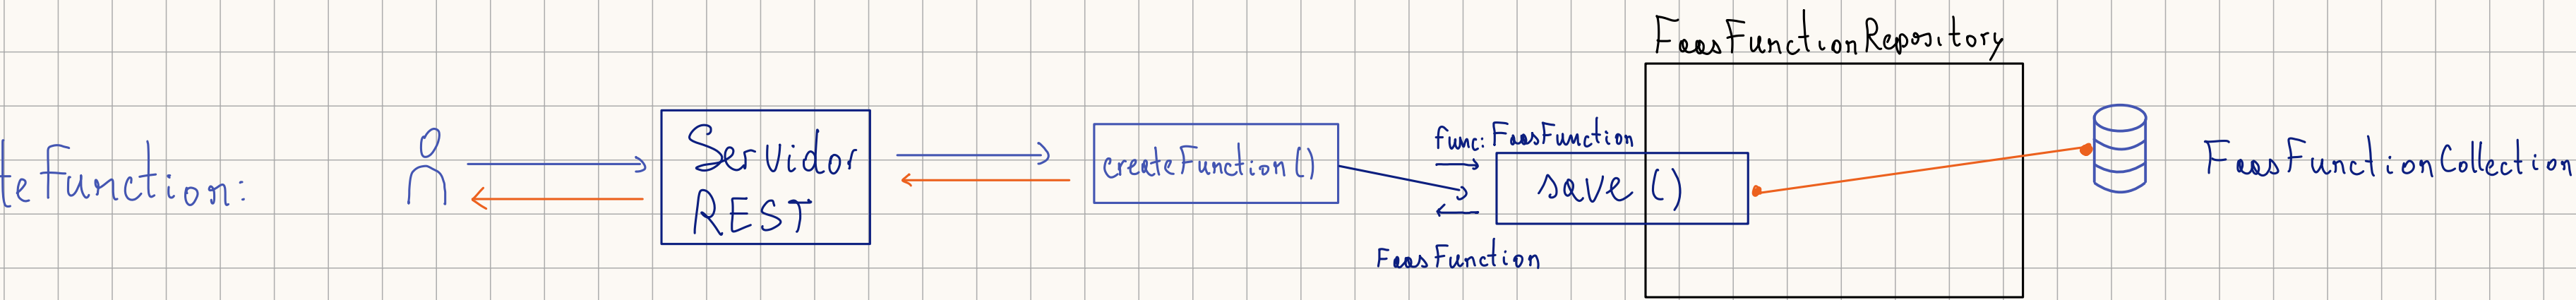 teFunction:
Servidor
REST
createFunction()
func: FaasFunction
save()
FaasFunction
FaasFunctionRepository
FaasFunctionCollection